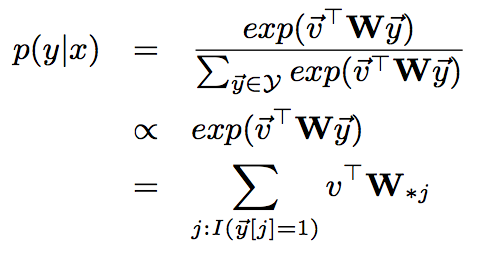 p(y|x) = exp(v⃗^⊤ W y⃗) / ∑_{y⃗∈𝒴} exp(v⃗^⊤ W y⃗)
∝ exp(v⃗^⊤ W y⃗)
= ∑_{j:I(y⃗[j]=1)} v^⊤ W_{*j}